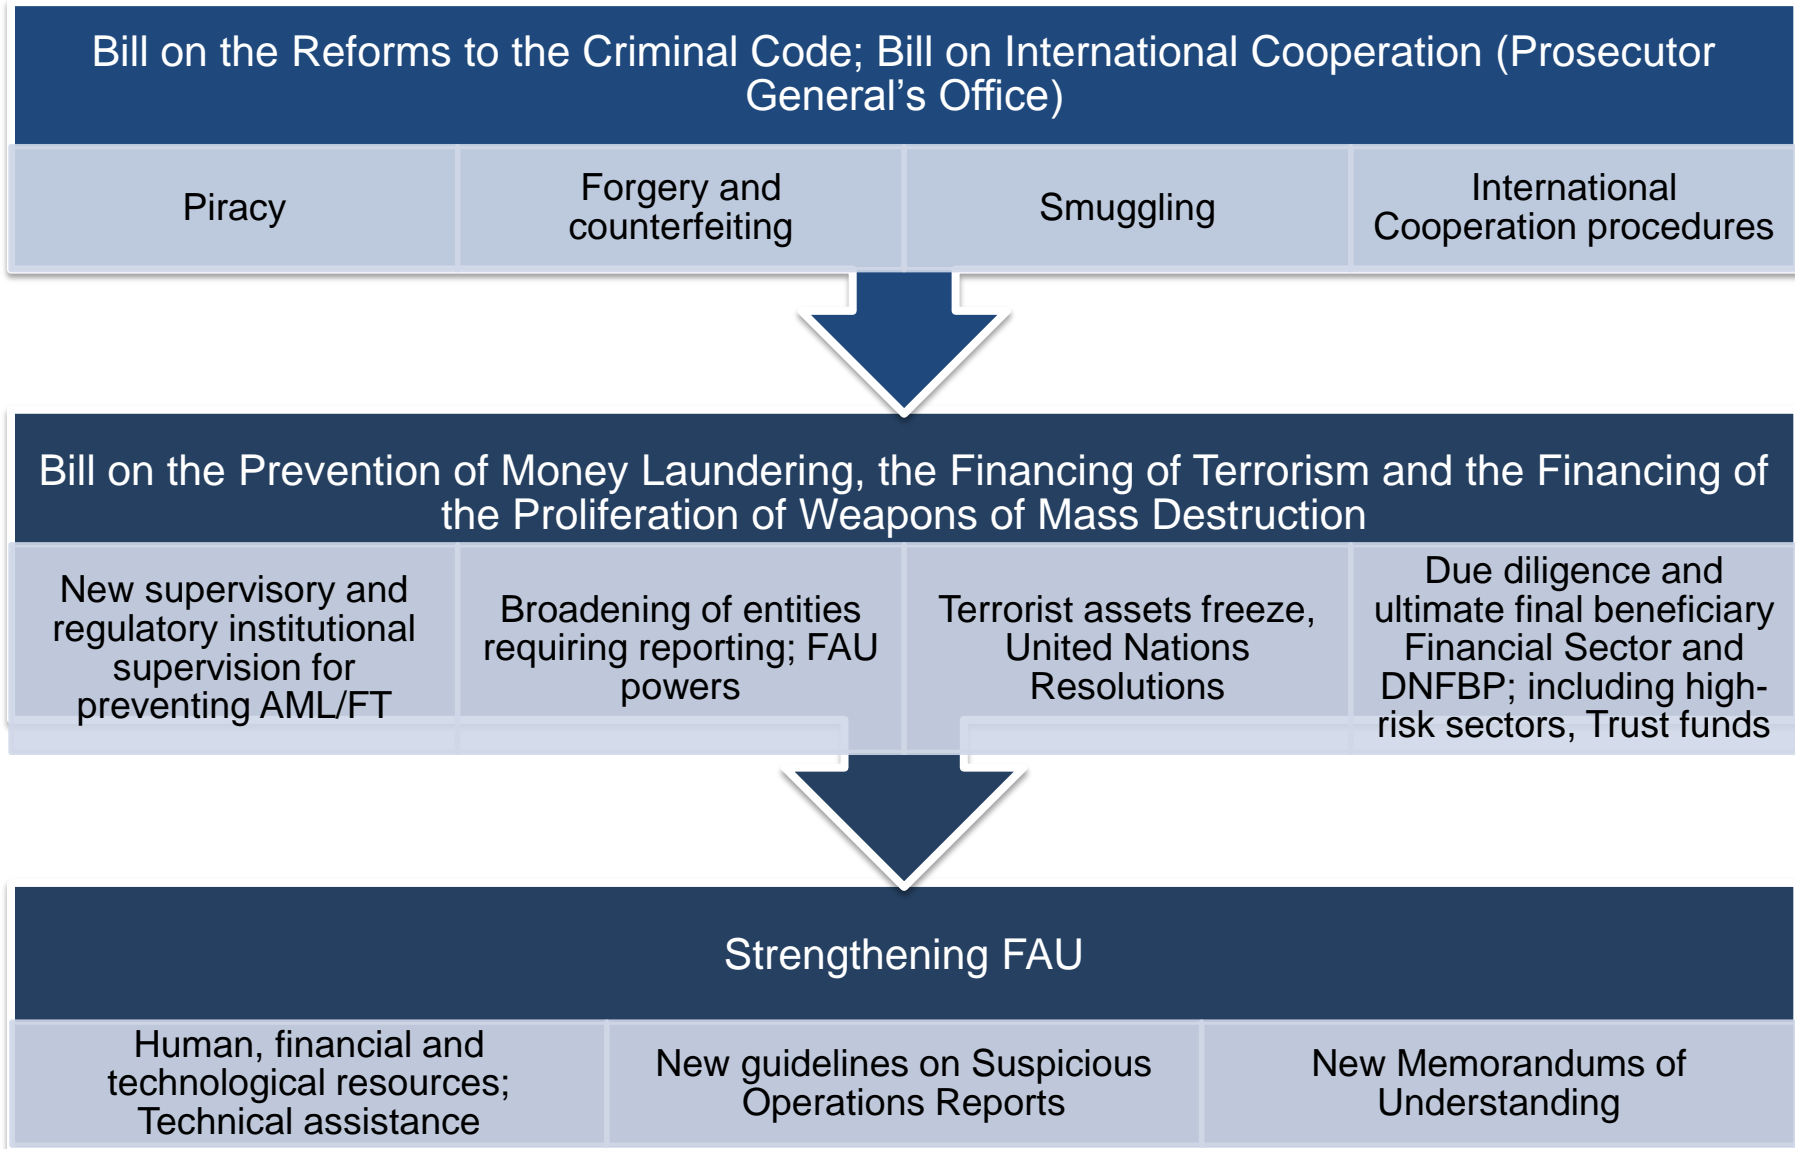 Bill on the Reforms to the Criminal Code; Bill on International Cooperation (Prosecutor
General’s Office)
Piracy
Forgery and
counterfeiting
Smuggling
International
Cooperation procedures
Bill on the Prevention of Money Laundering, the Financing of Terrorism and the Financing of
the Proliferation of Weapons of Mass Destruction
New supervisory and
regulatory institutional
supervision for
preventing AML/FT
Broadening of entities
requiring reporting; FAU
powers
Terrorist assets freeze,
United Nations
Resolutions
Due diligence and
ultimate final beneficiary
Financial Sector and
DNFBP; including high-
risk sectors, Trust funds
Strengthening FAU
Human, financial and
technological resources;
Technical assistance
New guidelines on Suspicious
Operations Reports
New Memorandums of
Understanding